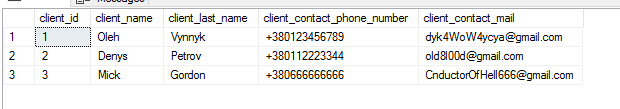 client_id client_name client_last_name client_contact_phone_number client_contact_mail
1 1 Oleh Vynnyk +380123456789 dyk4WoW4ycya@gmail.com
2 2 Denys Petrov +380112223344 old8l00d@gmail.com
3 3 Mick Gordon +380666666666 CnductorOfHell666@gmail.com